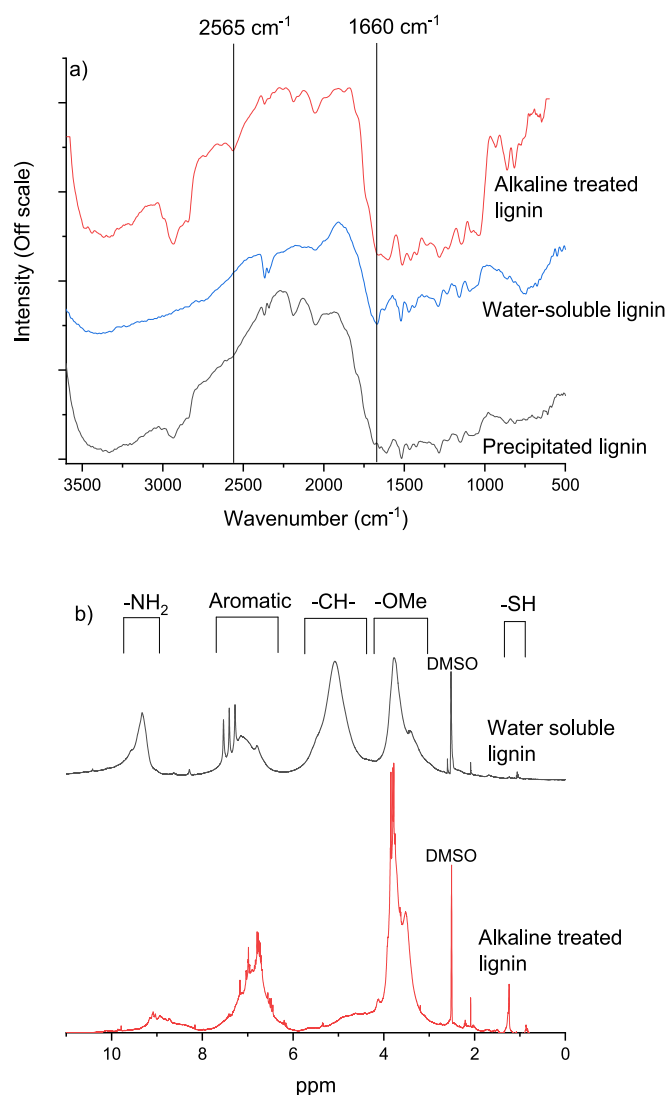 2565 cm⁻¹ 1660 cm⁻¹
a)
Intensity (Off scale)
Alkaline treated
lignin
Water-soluble lignin
Precipitated lignin
3500 3000 2500 2000 1500 1000 500
Wavenumber (cm⁻¹)
b)
-NH₂ Aromatic -CH- -OMe -SH
DMSO
Water soluble
lignin
DMSO
Alkaline treated
lignin
10 8 6 4 2 0
ppm